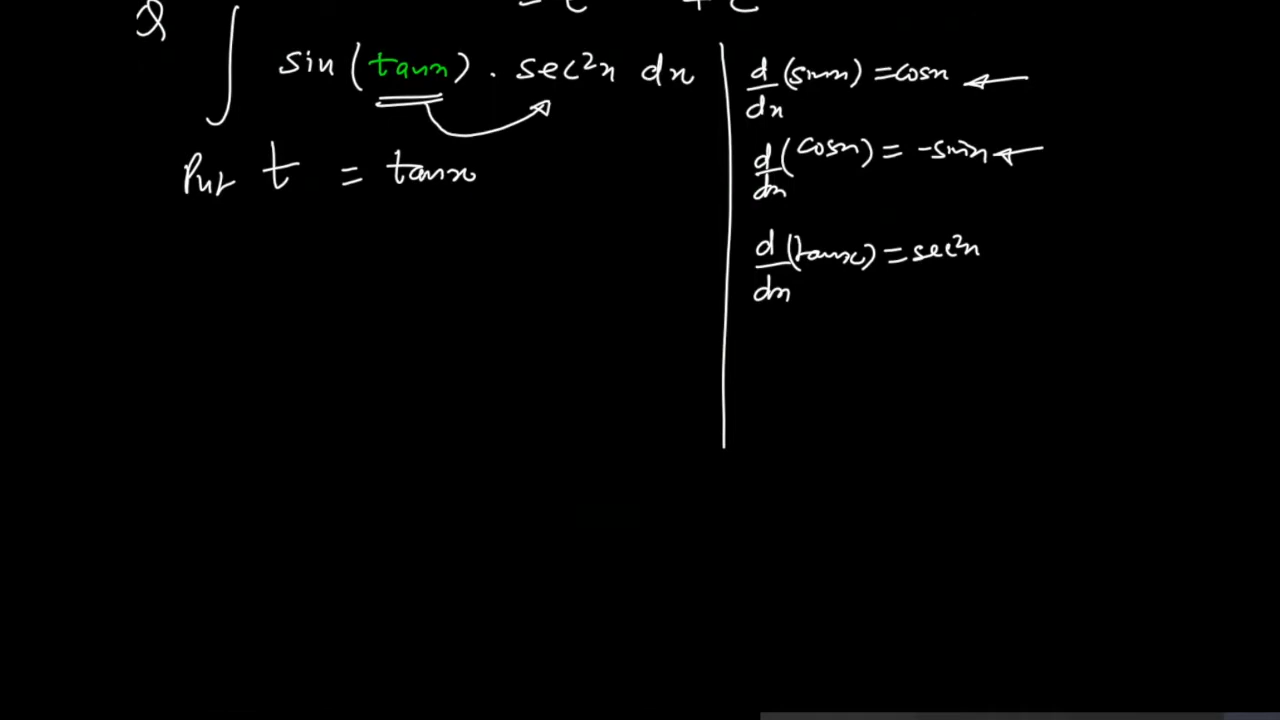 Q ∫ sin(tanx) . sec²x dx
Put t = tanx
d/dx (sinx) = cosx ←
d/dx (cosx) = -sinx ←
d/dx (tanx) = sec²x